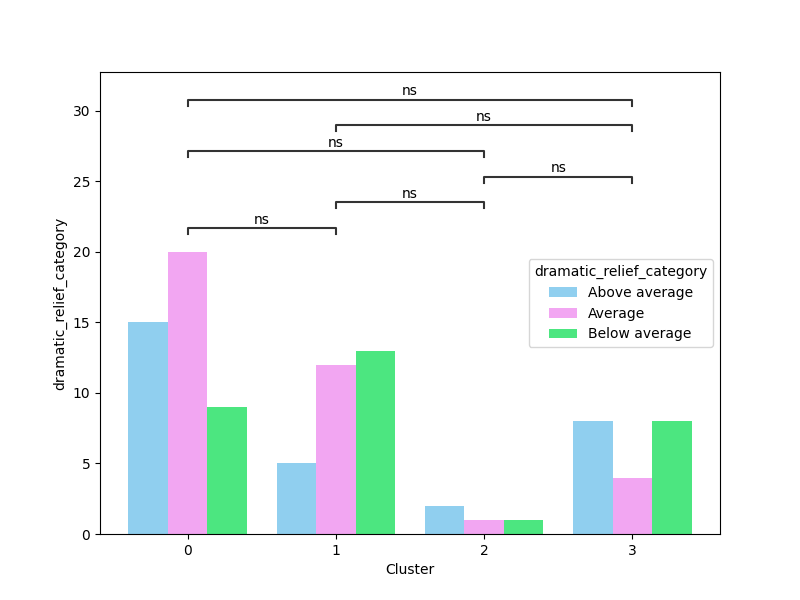 ns
ns
ns
ns
ns
ns
30
25
20
15
10
5
0
dramatic_relief_category
dramatic_relief_category
Above average
Average
Below average
0 1 2 3
Cluster